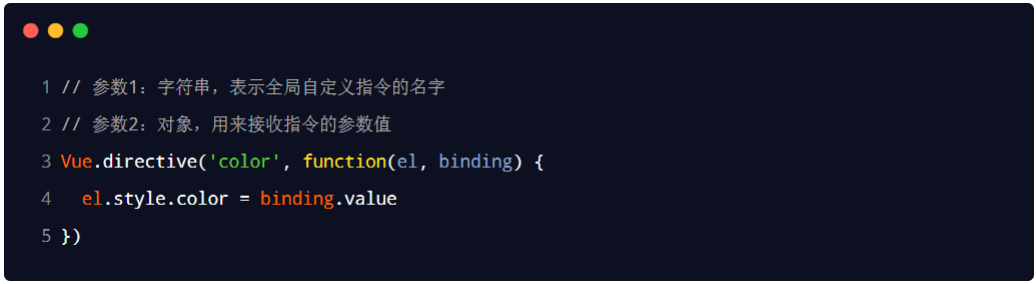 1 // 参数1：字符串，表示全局自定义指令的名字
2 // 参数2：对象，用来接收指令的参数值
3 Vue.directive('color', function(el, binding) {
4   el.style.color = binding.value
5 })